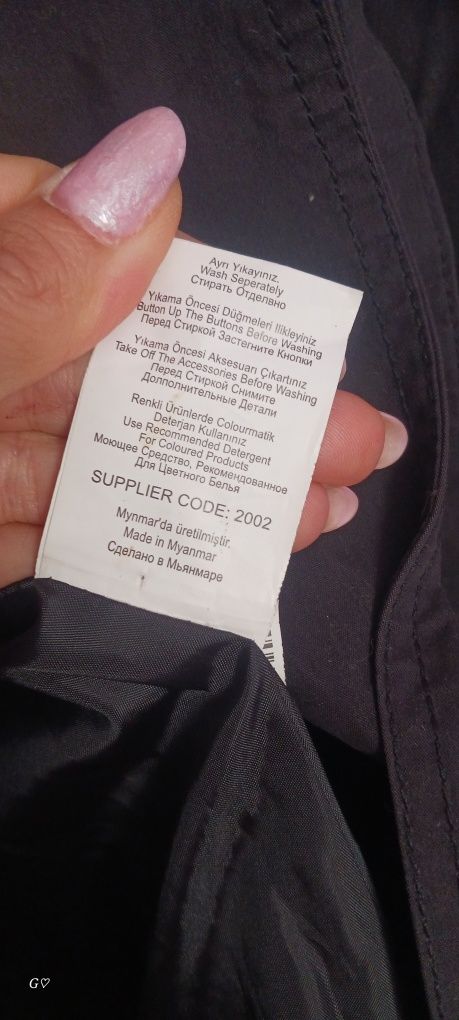 Ayrı Yıkayınız.
Wash Seperately
Стирать Отделвно
Yıkama Öncesi Düğmeleri İlikleyiniz
Button Up The Buttons Before Washing
Перед Стиркой Застегните Кнопки
Yıkama Öncesi Aksesuarı Çıkartınız
Take Off The Accessories Before Washing
Перед Стиркой Снимите
Долполнительные Детали
Renkli Ürünlerde Colourmatik
Deterjan Kullanınız
Use Recommended Detergent
For Coloured Products
Моющее Средство, Рекомендованное
Для Цветного Белья
SUPPLIER CODE: 2002
Mynmar'da üretilmiştir.
Made in Myanmar
Сделано в Мьянмаре
G♡